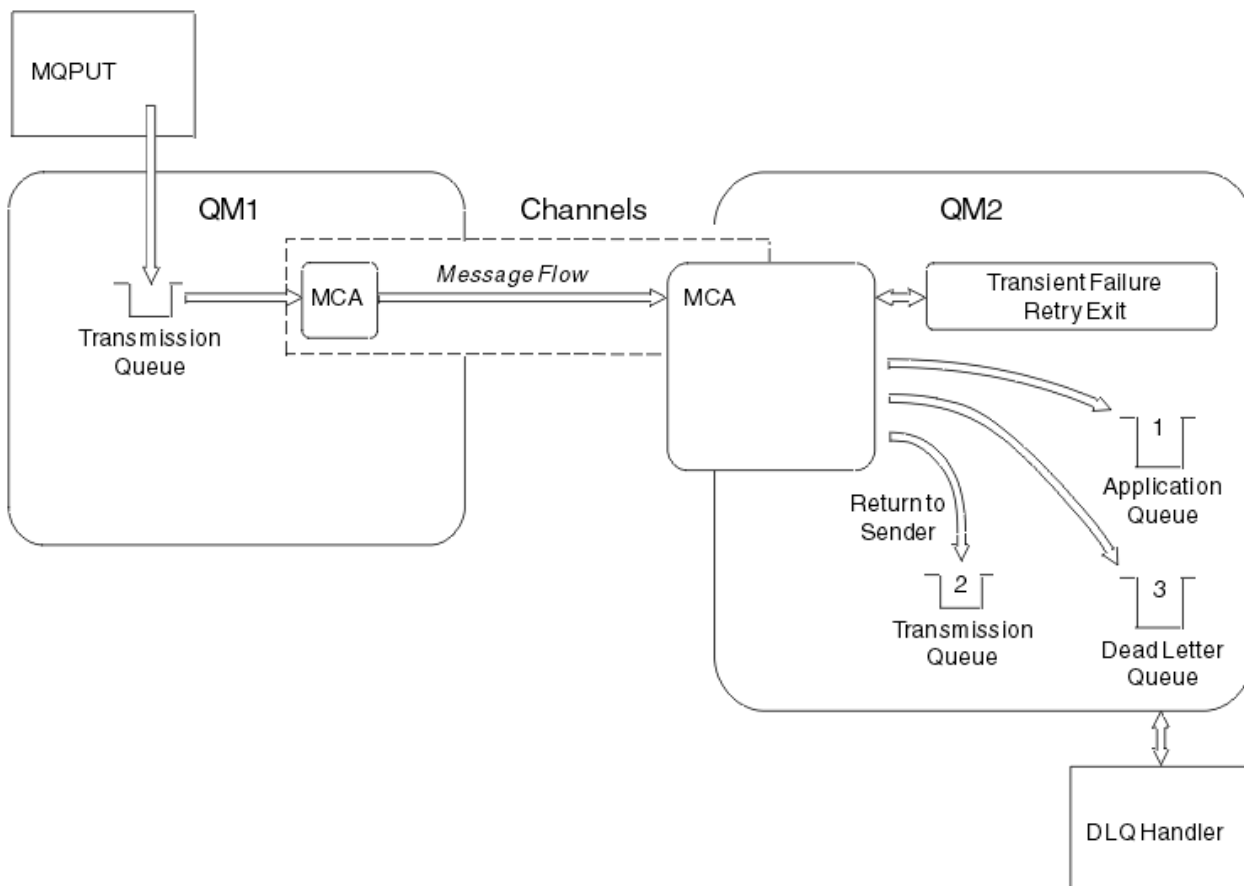 MQPUT
QM1
Channels
QM2
Message Flow
MCA
MCA
Transient Failure
Retry Exit
Transmission
Queue
1
Application
Queue
Return to
Sender
2
Transmission
Queue
3
Dead Letter
Queue
DLQ Handler